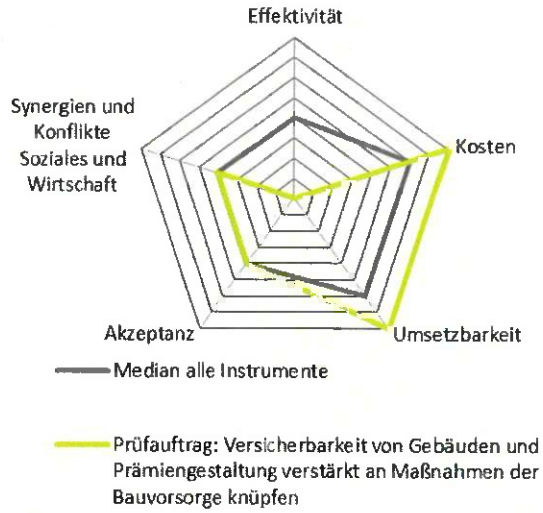 Effektivität
Synergien und
Konflikte
Soziales und
Wirtschaft
Kosten
Akzeptanz
Umsetzbarkeit
Median alle Instrumente
Prüfauftrag: Versicherbarkeit von Gebäuden und
Prämiengestaltung verstärkt an Maßnahmen der
Bauvorsorge knüpfen